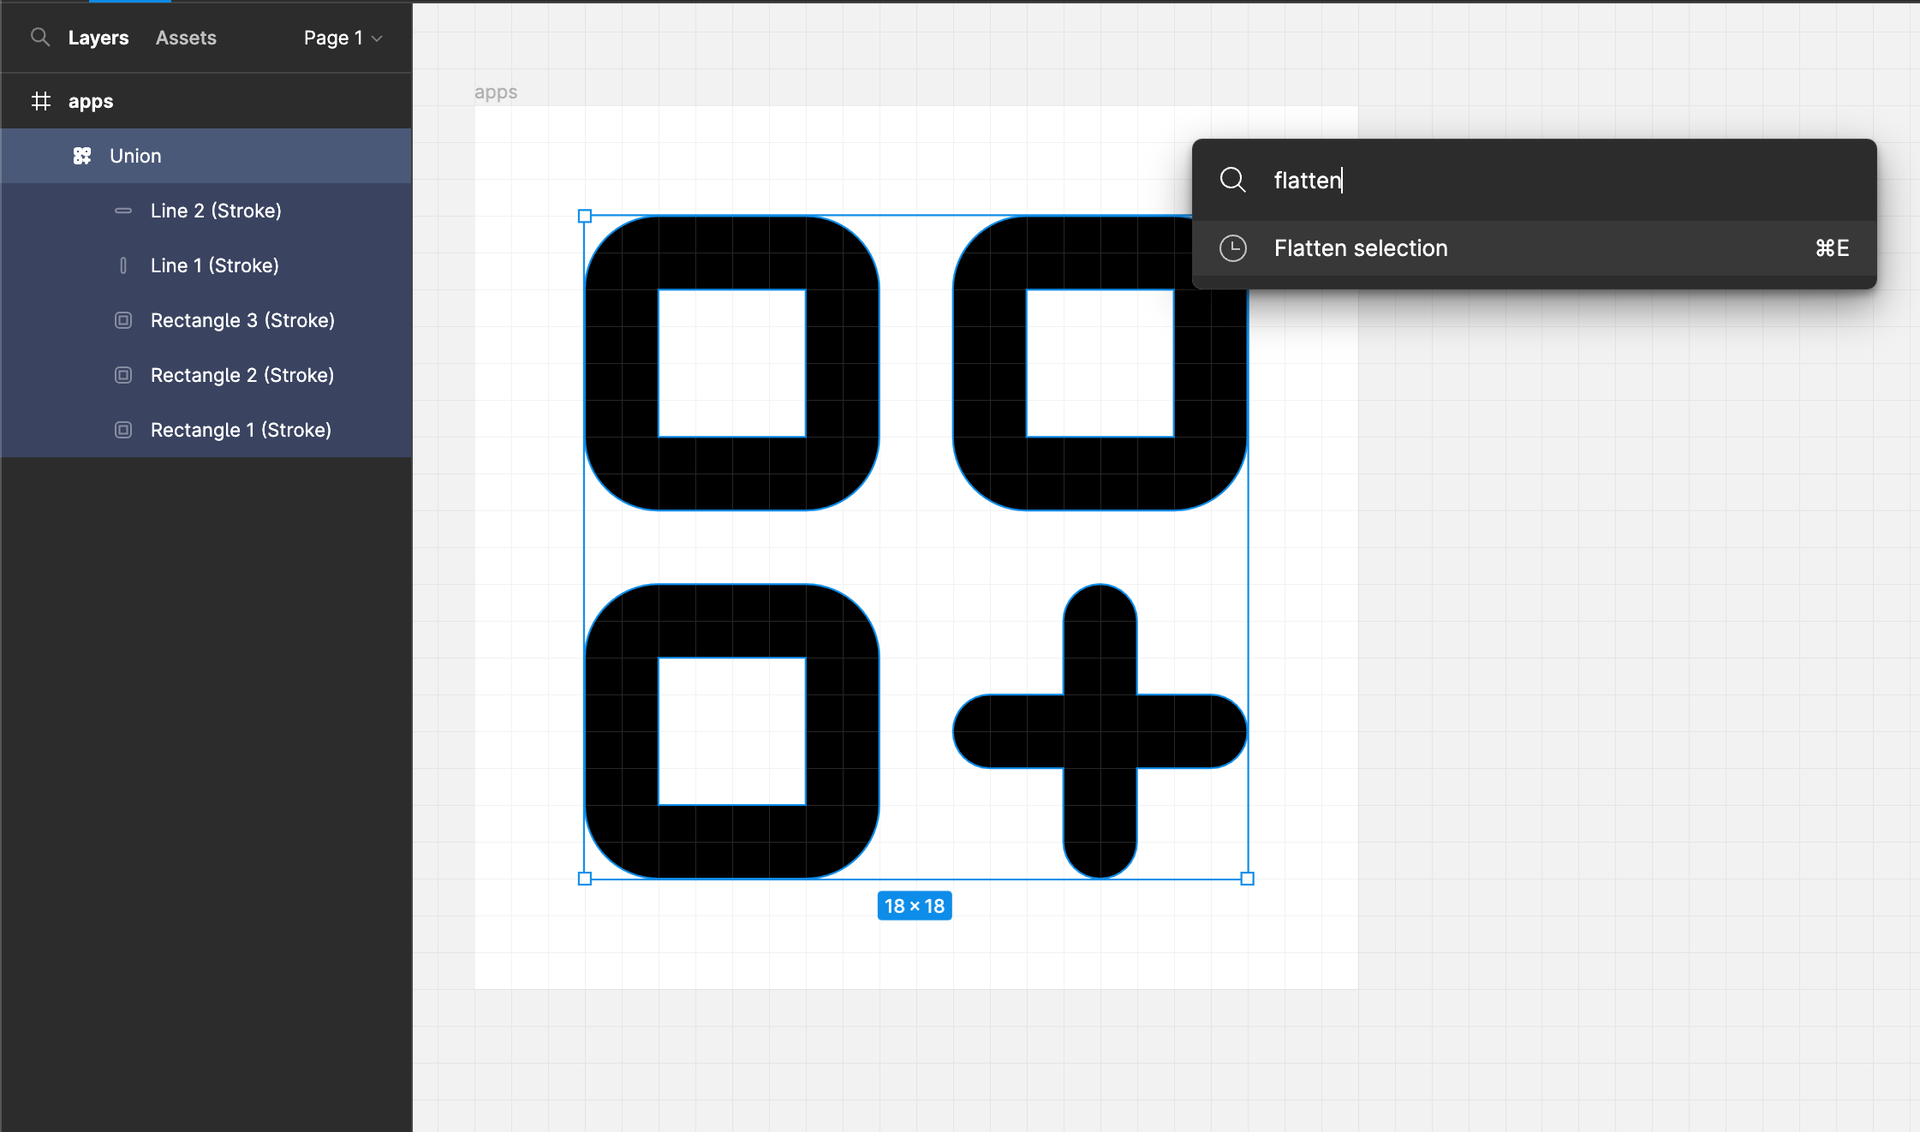 Layers Assets Page 1
apps
Union
Line 2 (Stroke)
Line 1 (Stroke)
Rectangle 3 (Stroke)
Rectangle 2 (Stroke)
Rectangle 1 (Stroke)
apps
flatten
Flatten selection ⌘E
18 × 18